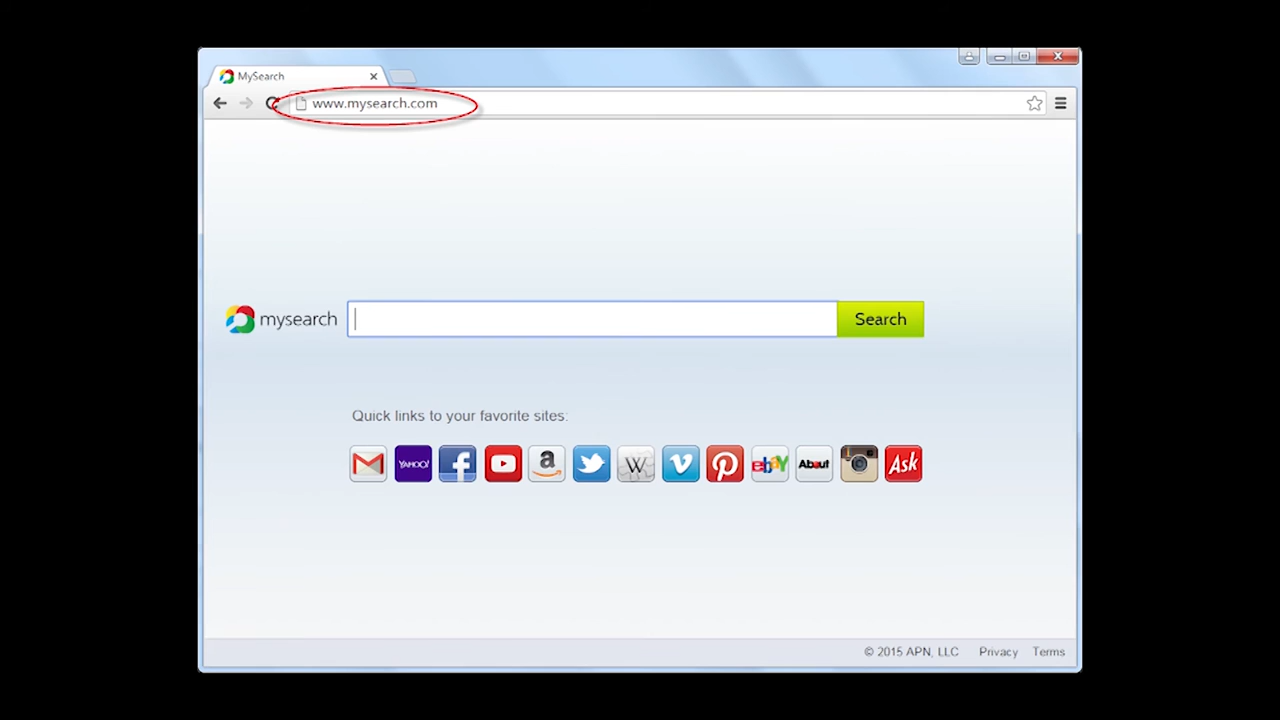 MySearch
www.mysearch.com
mysearch
Search
Quick links to your favorite sites:
YAHOO! f a W v p ebay About Ask
© 2015 APN, LLC Privacy Terms